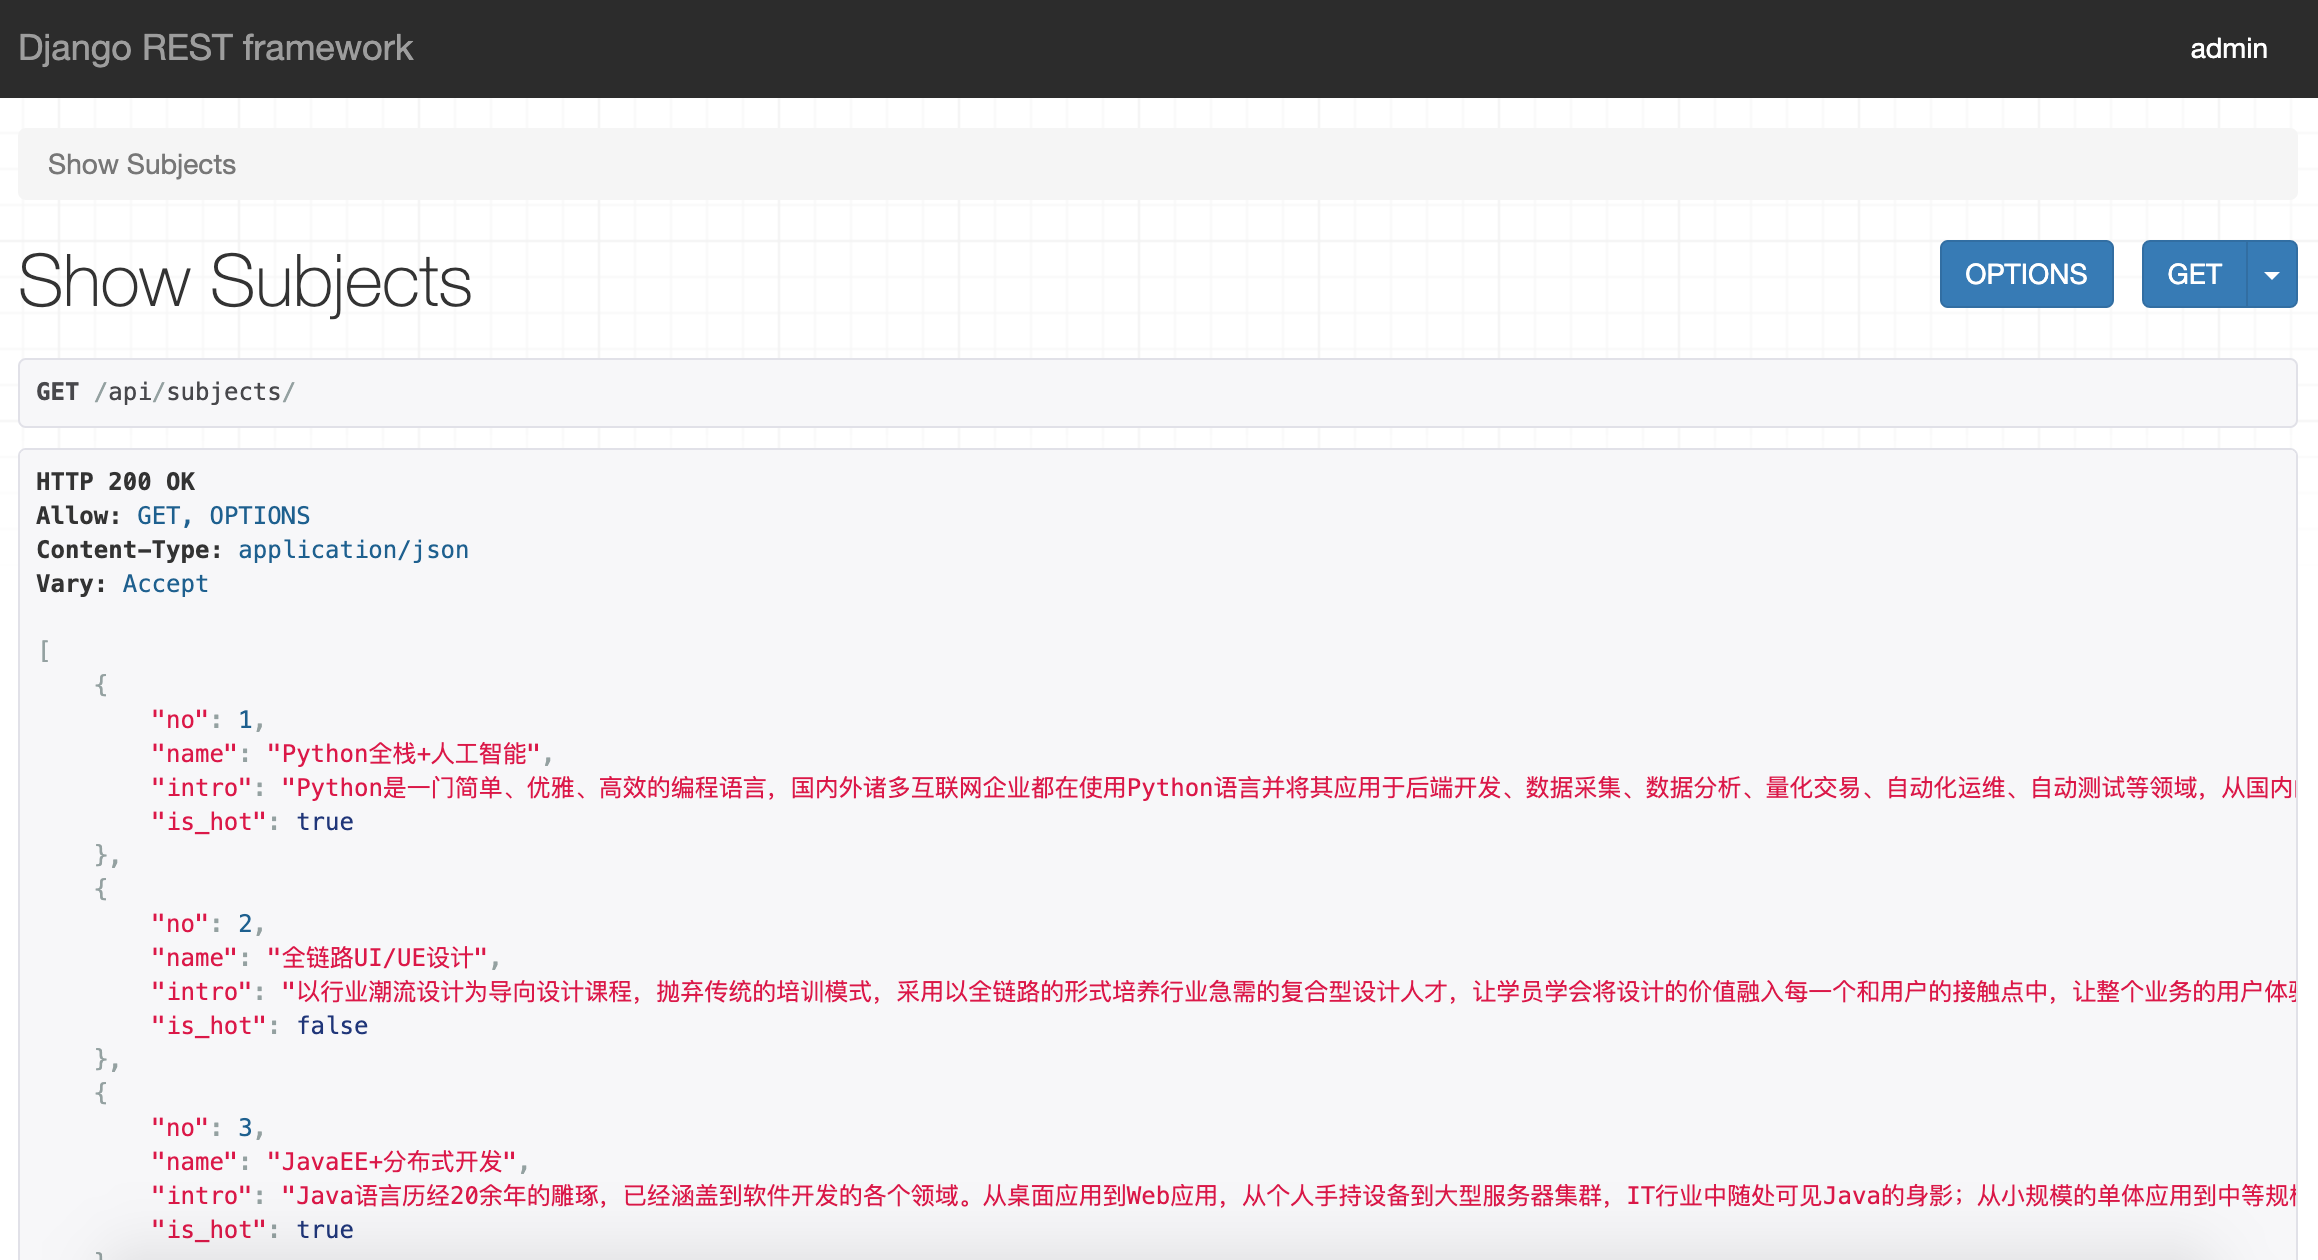 Django REST framework
admin
Show Subjects
Show Subjects
OPTIONS
GET
GET /api/subjects/
HTTP 200 OK
Allow: GET, OPTIONS
Content-Type: application/json
Vary: Accept
[
    {
        "no": 1,
        "name": "Python全栈+人工智能",
        "intro": "Python是一门简单、优雅、高效的编程语言，国内外诸多互联网企业都在使用Python语言并将其应用于后端开发、数据采集、数据分析、量化交易、自动化运维、自动测试等领域，从国内
        "is_hot": true
    },
    {
        "no": 2,
        "name": "全链路UI/UE设计",
        "intro": "以行业潮流设计为导向设计课程，抛弃传统的培训模式，采用以全链路的形式培养行业急需的复合型设计人才，让学员学会将设计的价值融入每一个和用户的接触点中，让整个业务的用户体
        "is_hot": false
    },
    {
        "no": 3,
        "name": "JavaEE+分布式开发",
        "intro": "Java语言历经20余年的雕琢，已经涵盖到软件开发的各个领域。从桌面应用到Web应用，从个人手持设备到大型服务器集群，IT行业中随处可见Java的身影；从小规模的单体应用到中等规
        "is_hot": true
    }